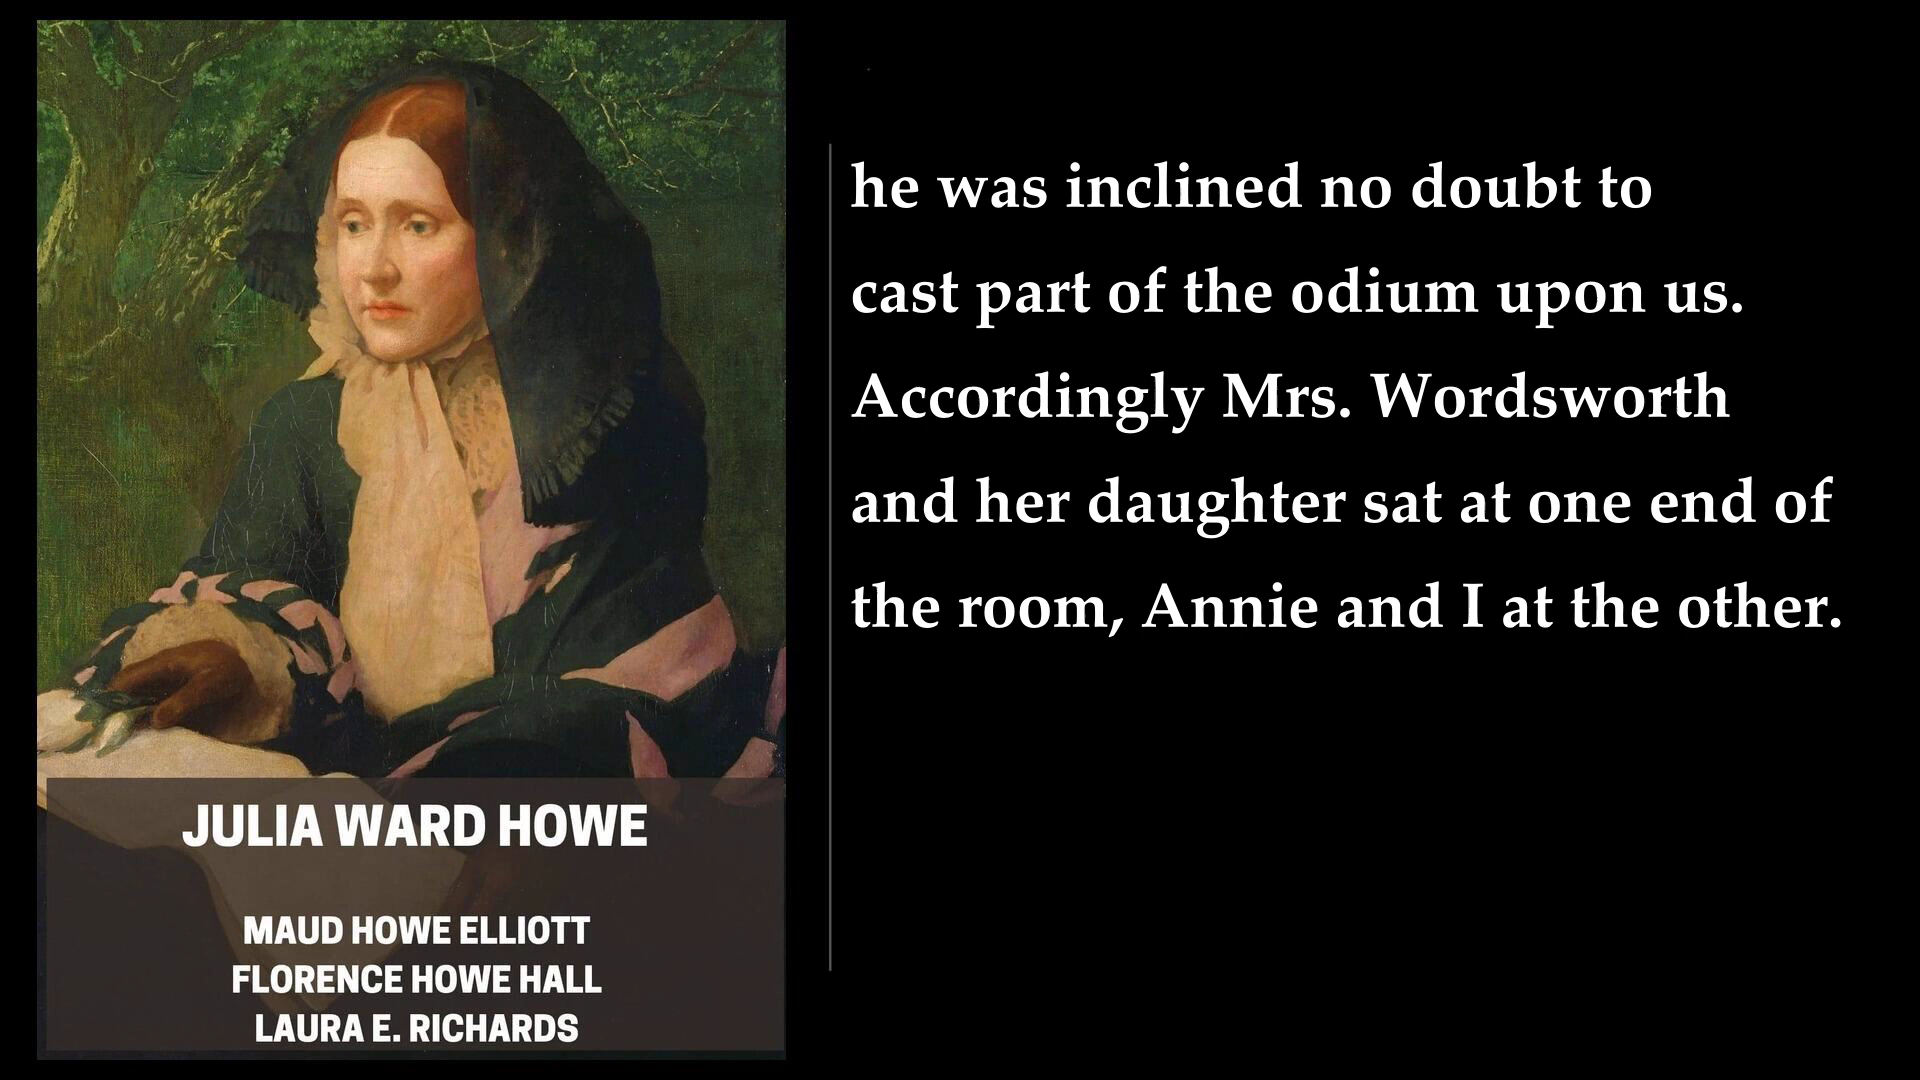 JULIA WARD HOWE
MAUD HOWE ELLIOTT
FLORENCE HOWE HALL
LAURA E. RICHARDS
he was inclined no doubt to
cast part of the odium upon us.
Accordingly Mrs. Wordsworth
and her daughter sat at one end of
the room, Annie and I at the other.